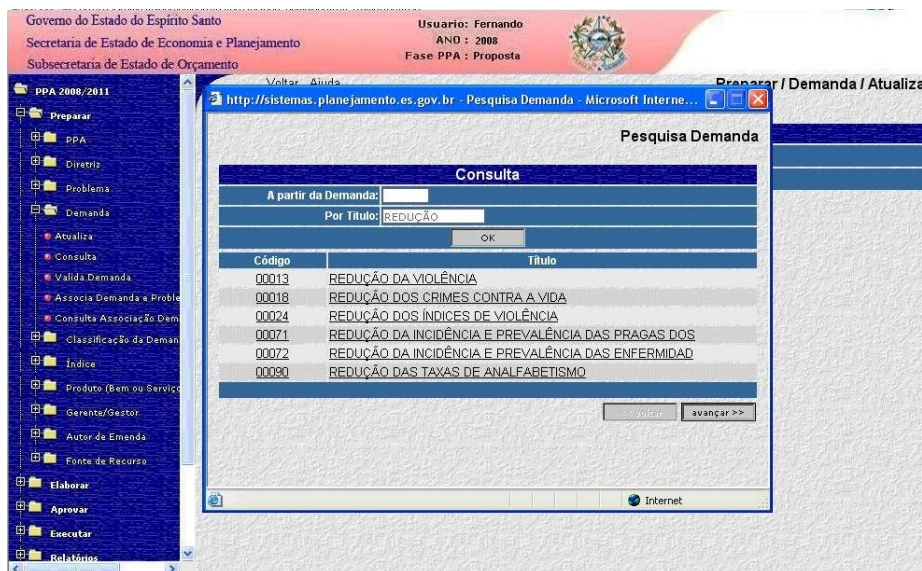 Governo do Estado do Espírito Santo
Secretaria de Estado de Economia e Planejamento
Subsecretaria de Estado de Orçamento
Usuario: Fernando
ANO : 2008
Fase PPA : Proposta
Voltar Ajuda
Preparar / Demanda / Atualiza
PPA 2008/2011
Preparar
PPA
Diretriz
Problema
Demanda
Atualiza
Consulta
Valida Demanda
Associa Demanda e Proble
Consulta Associação Dem
Classificação da Deman
Índice
Produto (Bem ou Serviço
Gerente/Gestor
Autor de Emenda
Fonte de Recurso
Elaborar
Aprovar
Executar
Relatórios
http://sistemas.planejamento.es.gov.br - Pesquisa Demanda - Microsoft Interne...
Pesquisa Demanda
Consulta
A partir da Demanda:
Por Título: REDUÇÃO
OK
Código Título
00013 REDUÇÃO DA VIOLÊNCIA
00018 REDUÇÃO DOS CRIMES CONTRA A VIDA
00024 REDUÇÃO DOS ÍNDICES DE VIOLÊNCIA
00071 REDUÇÃO DA INCIDÊNCIA E PREVALÊNCIA DAS PRAGAS DOS
00072 REDUÇÃO DA INCIDÊNCIA E PREVALÊNCIA DAS ENFERMIDAD
00090 REDUÇÃO DAS TAXAS DE ANALFABETISMO
<< voltar avançar >>
Internet